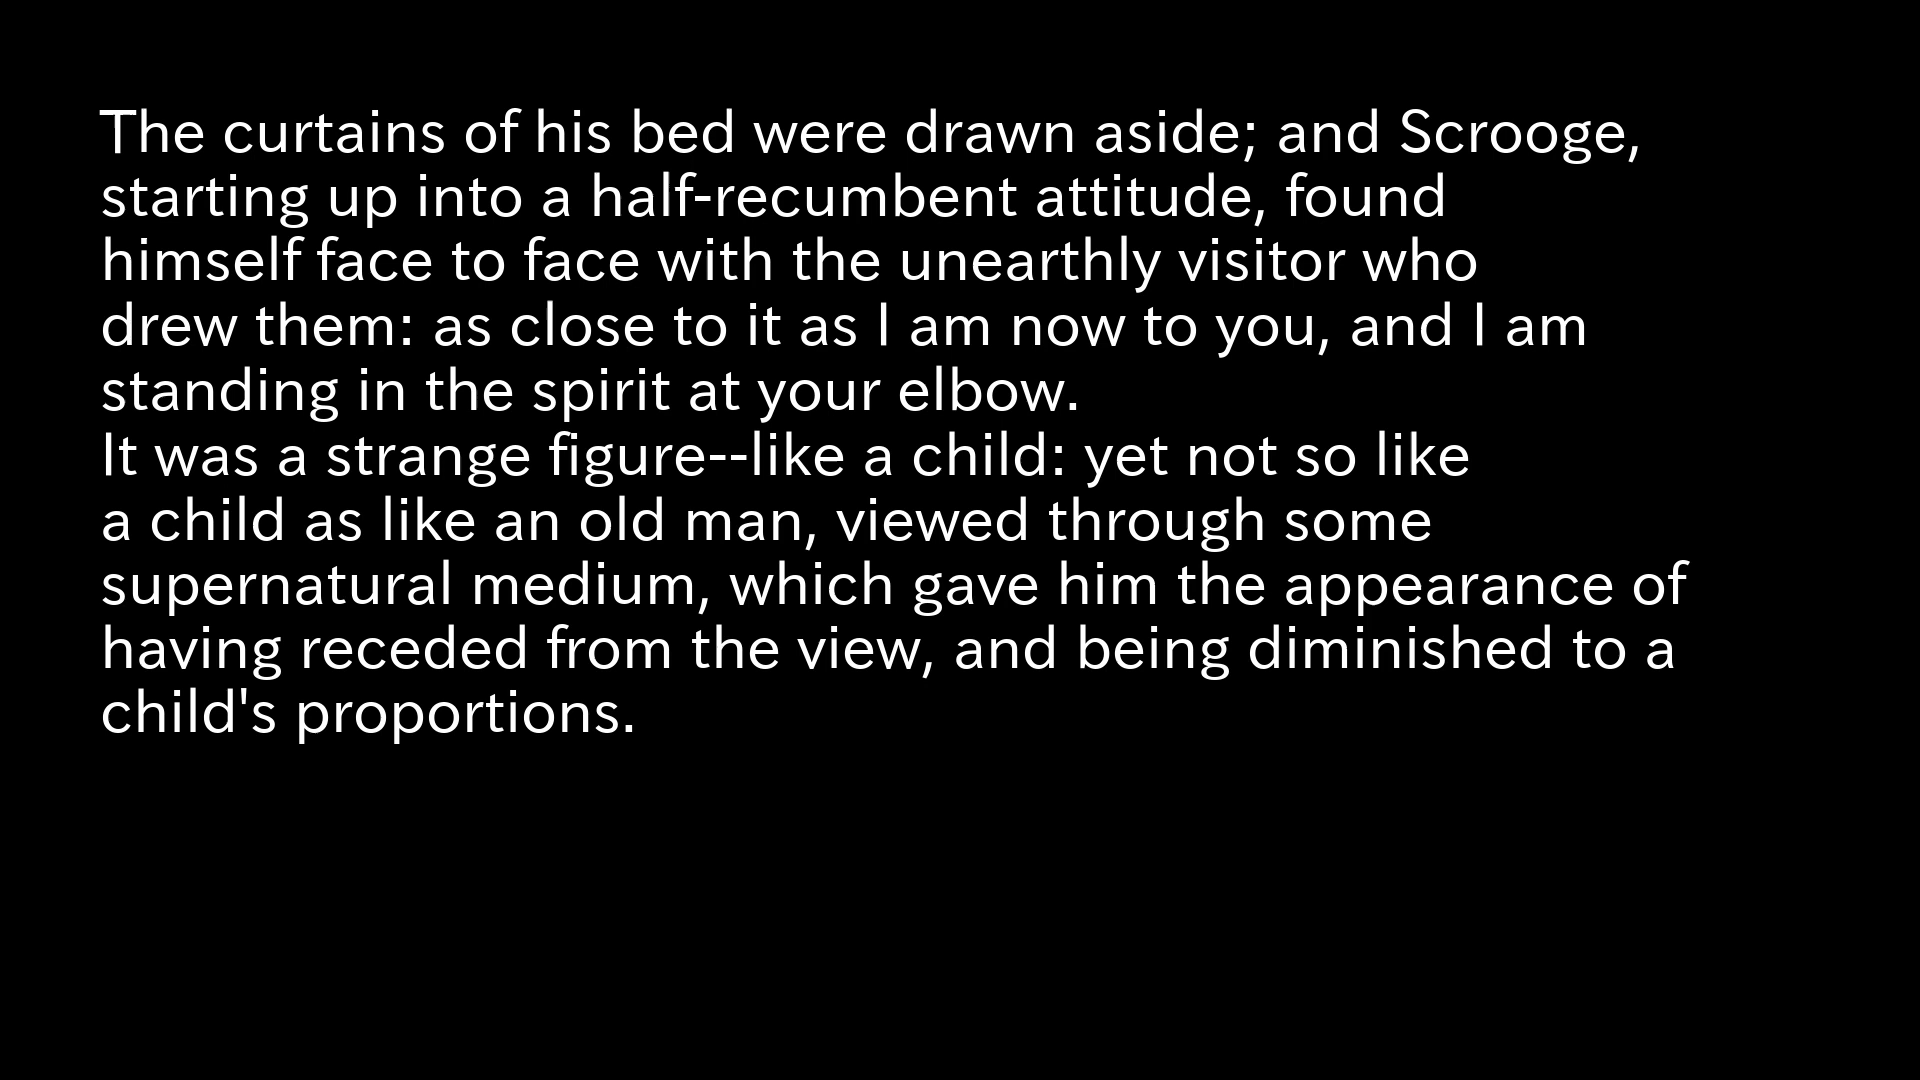 The curtains of his bed were drawn aside; and Scrooge,
starting up into a half-recumbent attitude, found
himself face to face with the unearthly visitor who
drew them: as close to it as I am now to you, and I am
standing in the spirit at your elbow.
It was a strange figure--like a child: yet not so like
a child as like an old man, viewed through some
supernatural medium, which gave him the appearance of
having receded from the view, and being diminished to a
child's proportions.